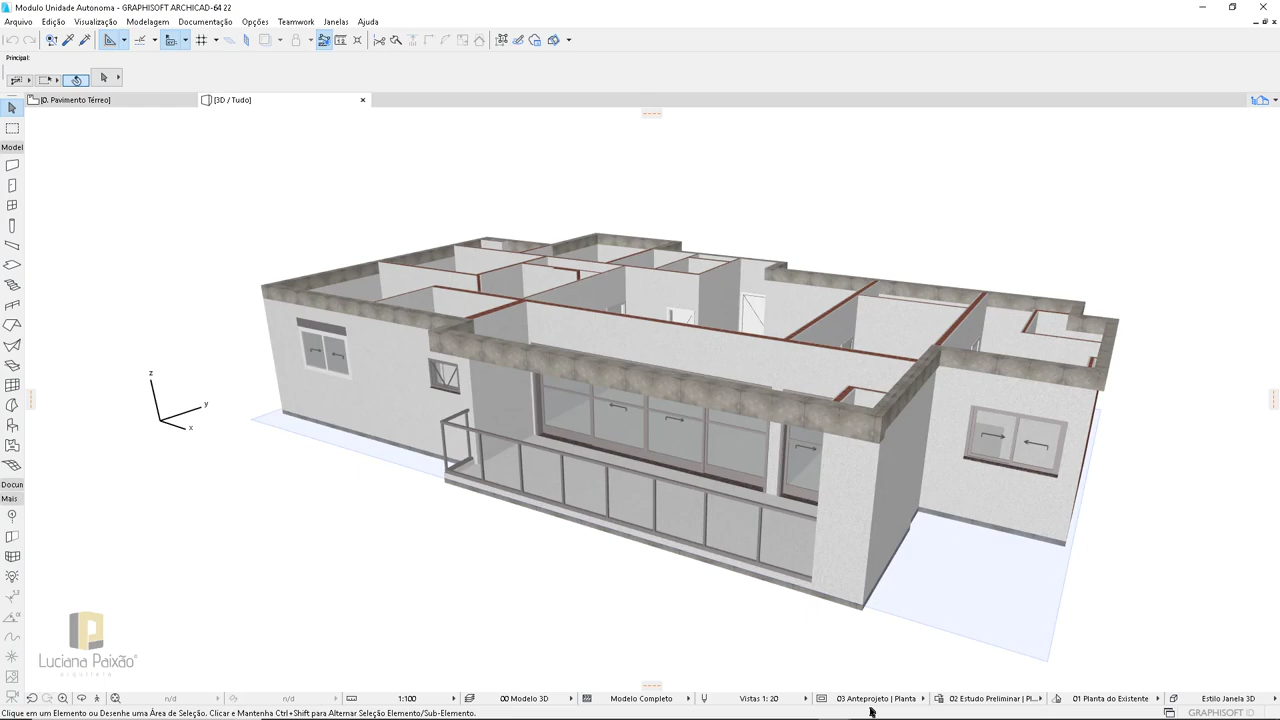 Modulo Unidade Autonoma - GRAPHISOFT ARCHICAD-64 22
Arquivo Edição Visualização Modelagem Documentação Opções Teamwork Janelas Ajuda
Principal:
[0. Pavimento Térreo]
[3D / Tudo]
Model
z
y
x
Docun
Mais
Luciana Paixão
arquiteta
n/d
n/d
1:100
00 Modelo 3D
Modelo Completo
Vistas 1: 20
03 Anteprojeto | Planta
02 Estudo Preliminar | Pl...
01 Planta do Existente
Estilo Janela 3D
Clique em um Elemento ou Desenhe uma Área de Seleção. Clicar e Mantenha Ctrl+Shift para Alternar Seleção Elemento/Sub-Elemento.
GRAPHISOFT ID